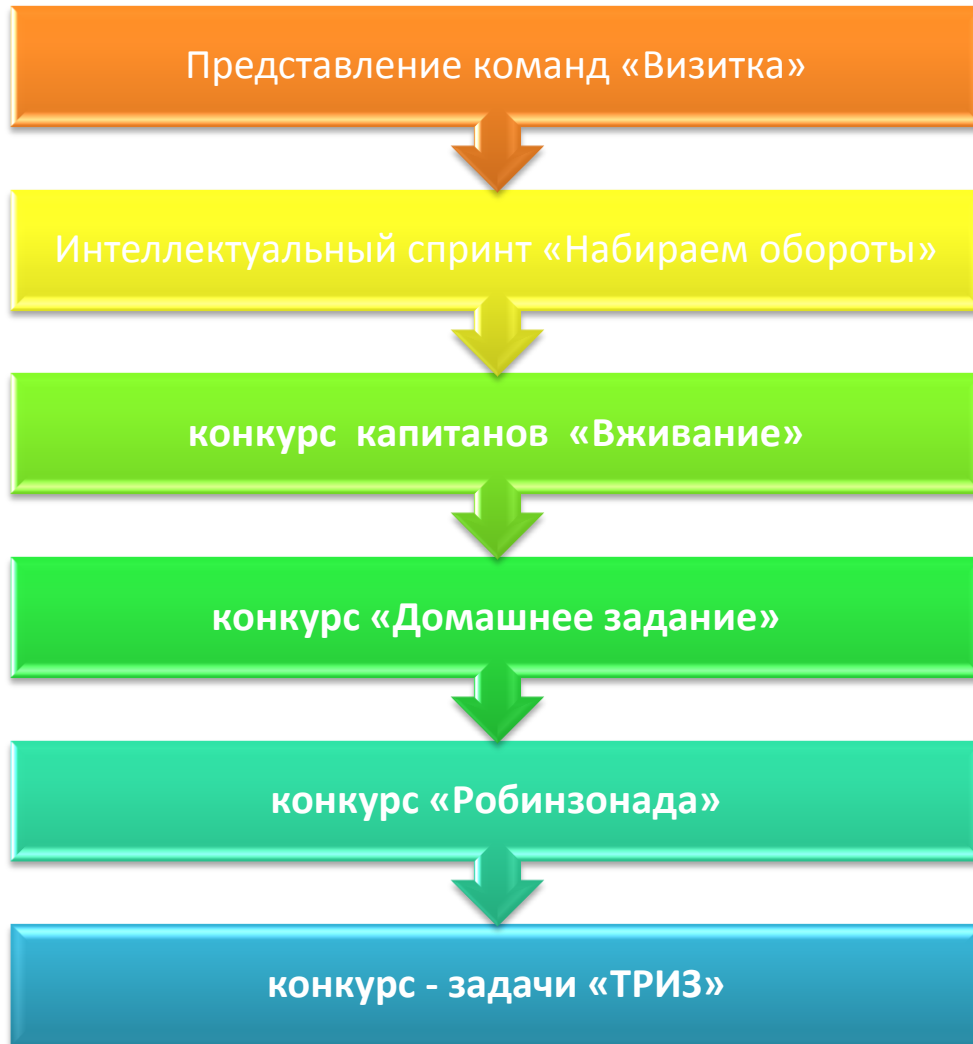 Представление команд «Визитка»
Интеллектуальный спринт «Набираем обороты»
конкурс капитанов «Вживание»
конкурс «Домашнее задание»
конкурс «Робинзонада»
конкурс - задачи «ТРИЗ»